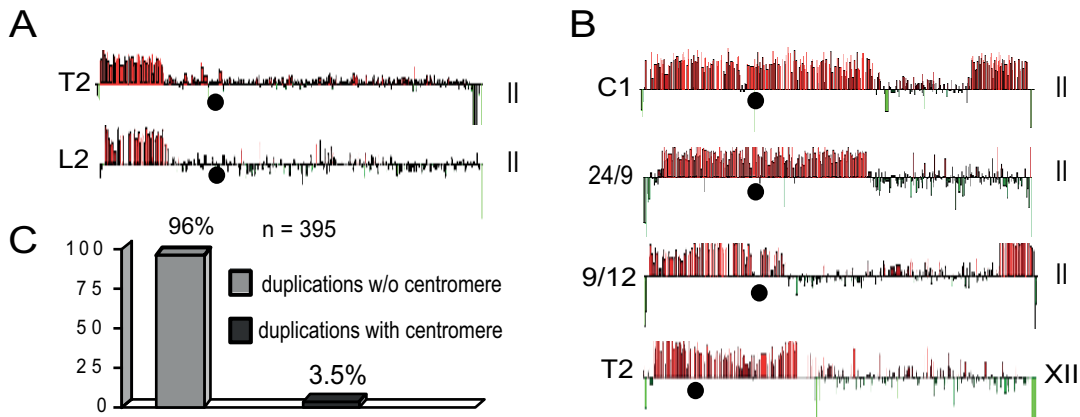 A
T2
II
L2
II
B
C1
II
24/9
II
9/12
II
T2
XII
C
96%
n = 395
100
75
50
25
0
duplications w/o centromere
duplications with centromere
3.5%